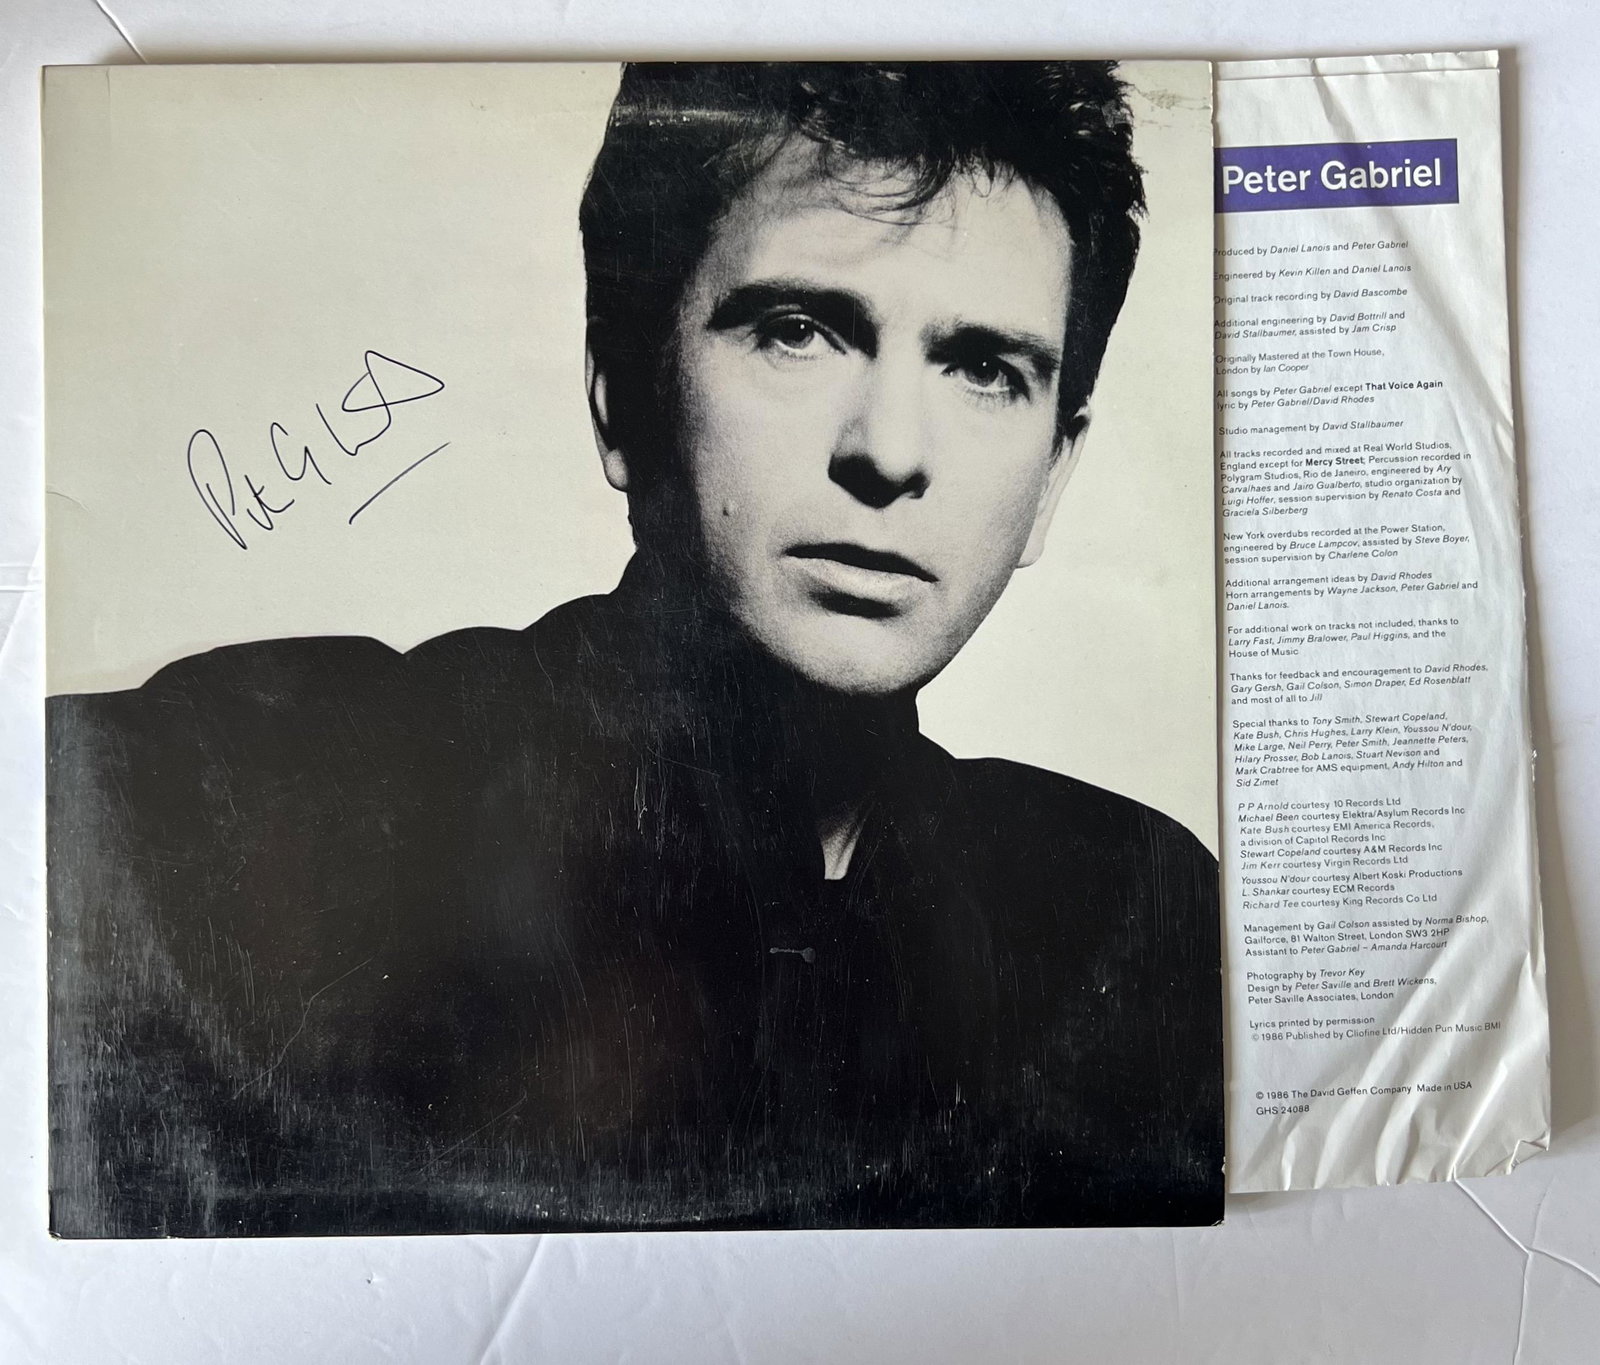 Peter Gabriel
Produced by Daniel Lanois and Peter Gabriel
Engineered by Kevin Killen and Daniel Lanois
Original track recording by David Bascombe
Additional engineering by David Bottrill and
David Stallbaumer, assisted by Jam Crisp
Originally Mastered at the Town House,
London by Ian Cooper
All songs by Peter Gabriel except That Voice Again
lyric by Peter Gabriel/David Rhodes
Studio management by David Stallbaumer
All tracks recorded and mixed at Real World Studios,
England except for Mercy Street; Percussion recorded in
Polygram Studios, Rio de Janeiro, engineered by Ary
Carvalhaes and Jairo Gualberto, studio organization by
Luigi Hoffer, session supervision by Renato Costa and
Graciela Silberberg
New York overdubs recorded at the Power Station,
engineered by Bruce Lampcov, assisted by Steve Boyer,
session supervision by Charlene Colon
Additional arrangement ideas by David Rhodes
Horn arrangements by Wayne Jackson, Peter Gabriel and
Daniel Lanois.
For additional work on tracks not included, thanks to
Larry Fast, Jimmy Bralower, Paul Higgins, and the
House of Music
Thanks for feedback and encouragement to David Rhodes,
Gary Gersh, Gail Colson, Simon Draper, Ed Rosenblatt
and most of all to Jill
Special thanks to Tony Smith, Stewart Copeland,
Kate Bush, Chris Hughes, Larry Klein, Youssou N'dour,
Mike Large, Neil Perry, Peter Smith, Jeannette Peters,
Hilary Prosser, Bob Lanois, Stuart Nevison and
Mark Crabtree for AMS equipment, Andy Hilton and
Sid Zimet
P P Arnold courtesy 10 Records Ltd
Michael Been courtesy Elektra/Asylum Records Inc
Kate Bush courtesy EMI America Records,
a division of Capitol Records Inc
Stewart Copeland courtesy A&M Records Inc
Jim Kerr courtesy Virgin Records Ltd
Youssou N'dour courtesy Albert Koski Productions
L. Shankar courtesy ECM Records
Richard Tee courtesy King Records Co Ltd
Management by Gail Colson assisted by Norma Bishop,
Gailforce, 81 Walton Street, London SW3 2HP
Assistant to Peter Gabriel – Amanda Harcourt
Photography by Trevor Key
Design by Peter Saville and Brett Wickens,
Peter Saville Associates, London
Lyrics printed by permission
© 1986 Published by Cliofine Ltd/Hidden Pun Music BMI
© 1986 The David Geffen Company Made in USA
GHS 24088